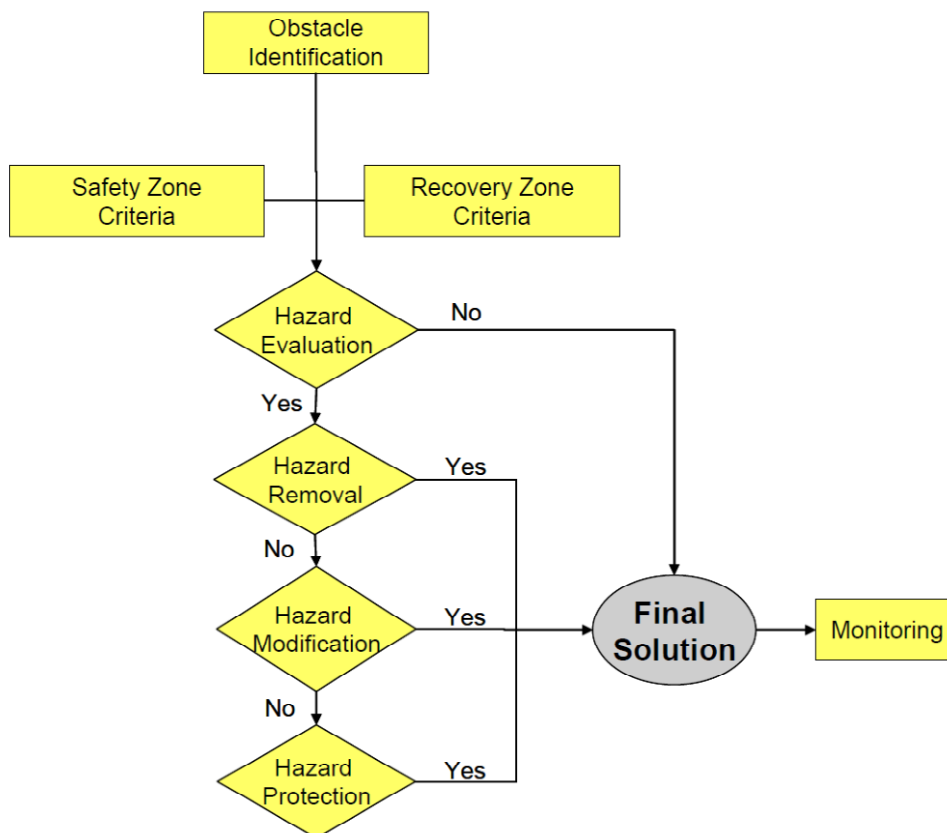 Obstacle
Identification
Safety Zone
Criteria
Recovery Zone
Criteria
Hazard
Evaluation
No
Yes
Hazard
Removal
Yes
No
Hazard
Modification
Yes
Final
Solution
Monitoring
No
Hazard
Protection
Yes